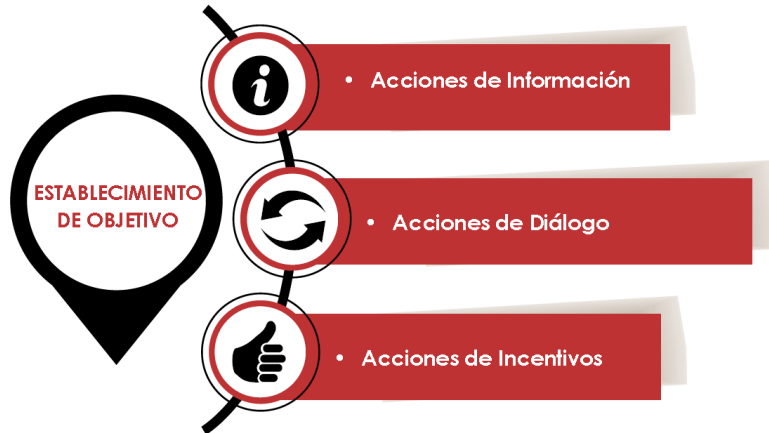 ESTABLECIMIENTO
DE OBJETIVO
• Acciones de Información
• Acciones de Diálogo
• Acciones de Incentivos